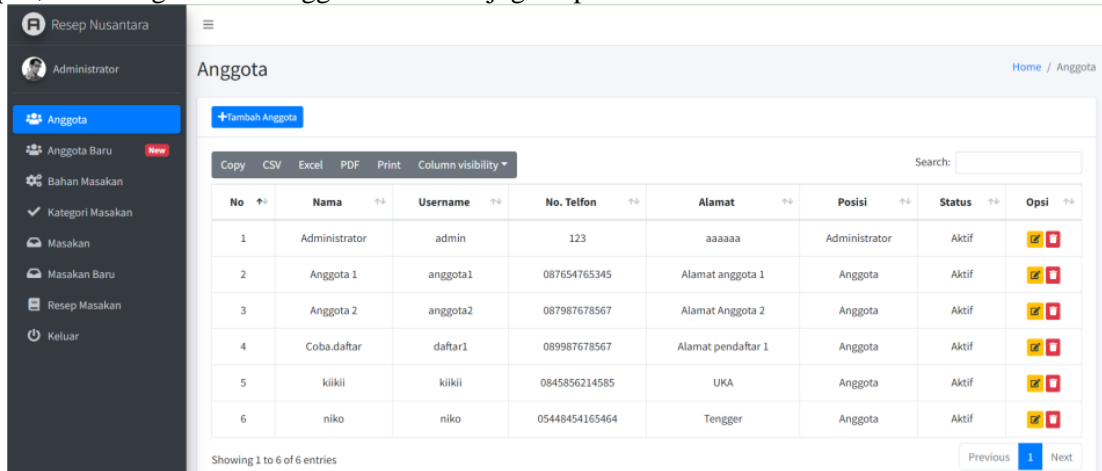 Resep Nusantara
Administrator
Anggota
Home / Anggota
Anggota
Anggota Baru New
Bahan Masakan
Kategori Masakan
Masakan
Masakan Baru
Resep Masakan
Keluar
+Tambah Anggota
Copy CSV Excel PDF Print Column visibility
Search:
No Nama Username No. Telfon Alamat Posisi Status Opsi
1 Administrator admin 123 aaaaaa Administrator Aktif
2 Anggota 1 anggota1 087654765345 Alamat anggota 1 Anggota Aktif
3 Anggota 2 anggota2 087987678567 Alamat Anggota 2 Anggota Aktif
4 Coba.daftar daftar1 089987678567 Alamat pendaftar 1 Anggota Aktif
5 kiikii kiikii 0845856214585 UKA Anggota Aktif
6 niko niko 05448454165464 Tengger Anggota Aktif
Showing 1 to 6 of 6 entries
Previous 1 Next